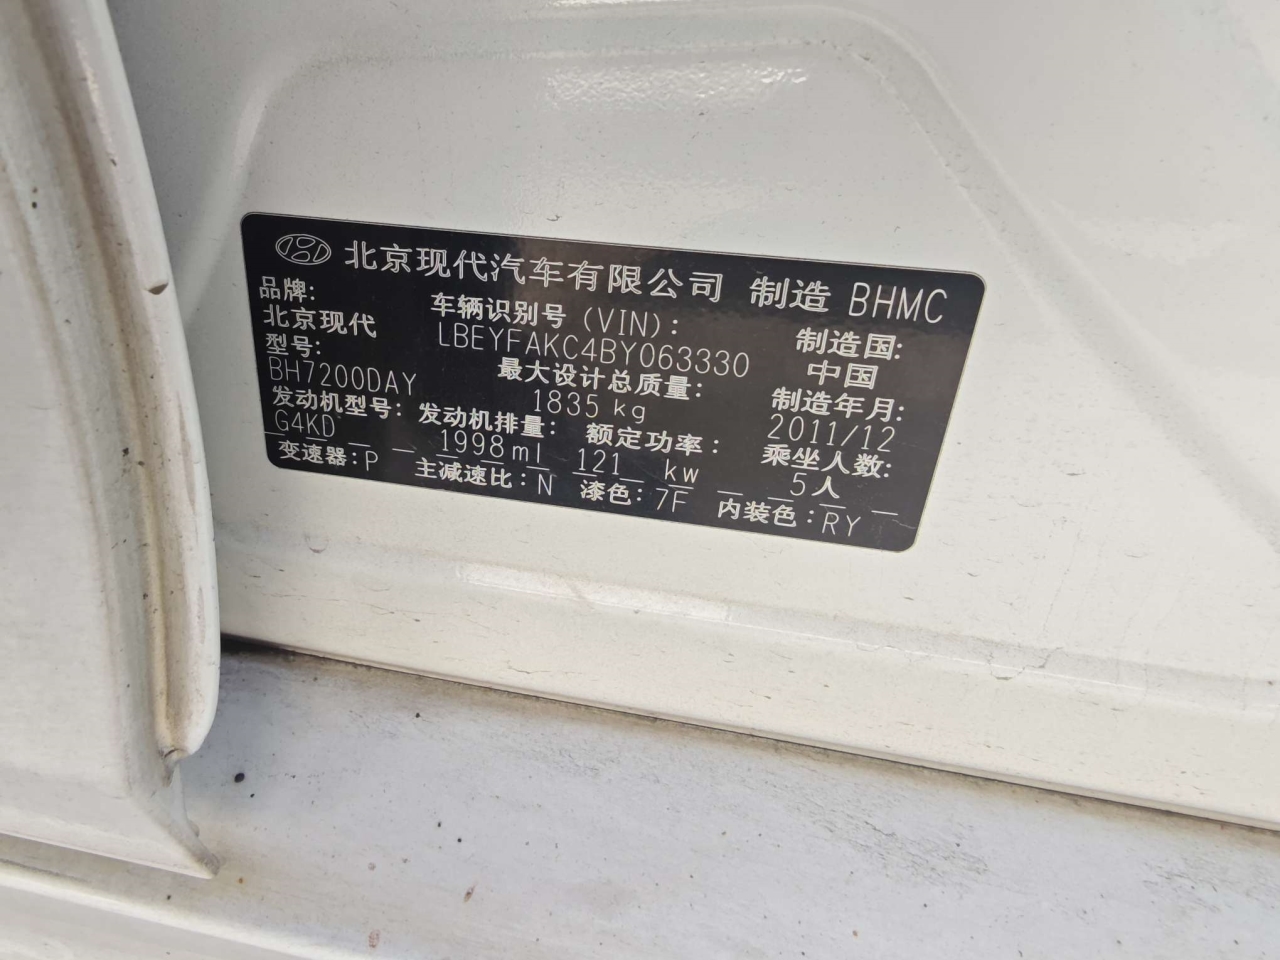 北京现代汽车有限公司 制造 BHMC
品牌: 车辆识别号 (VIN): 制造国:
北京现代 LBEYFAKC4BY063330 中国
型号: 最大设计总质量: 制造年月:
BH7200DAY 1835 kg 2011/12
发动机型号: 发动机排量: 额定功率: 乘坐人数:
G4KD 1998 ml 121 kw 5人
变速器:P 主减速比:N 漆色:7F 内装色:RY